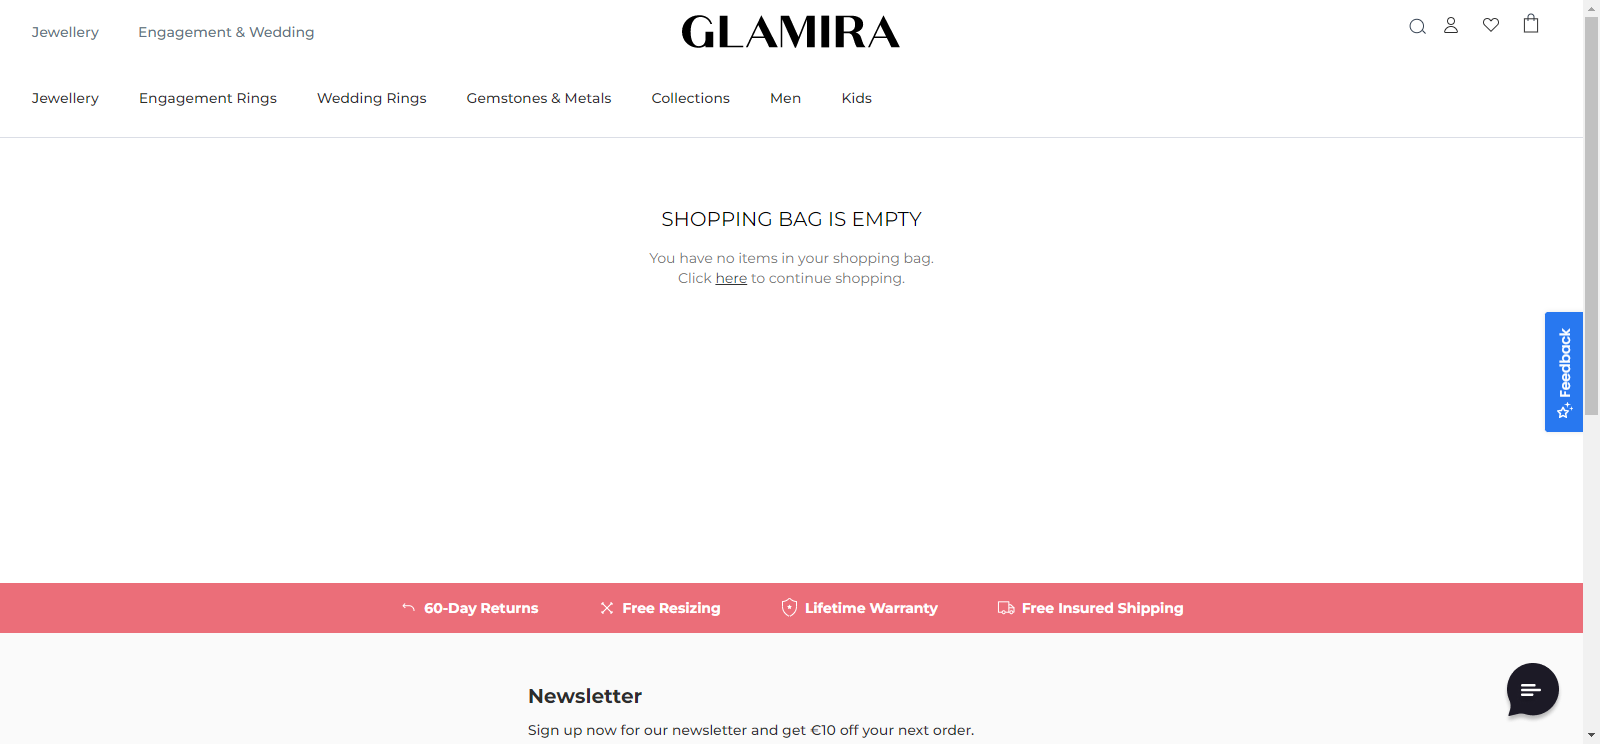 Jewellery Engagement & Wedding
GLAMIRA
Jewellery Engagement Rings Wedding Rings Gemstones & Metals Collections Men Kids
SHOPPING BAG IS EMPTY
You have no items in your shopping bag.
Click here to continue shopping.
Feedback
60-Day Returns Free Resizing Lifetime Warranty Free Insured Shipping
Newsletter
Sign up now for our newsletter and get €10 off your next order.